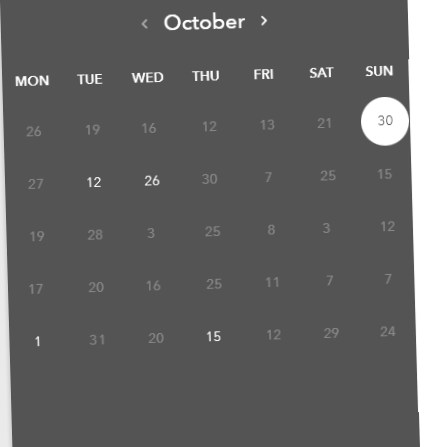 ‹ October ›
MON TUE WED THU FRI SAT SUN
26 19 16 12 13 21 30
27 12 26 30 7 25 15
19 28 3 25 8 3 12
17 20 16 25 11 7 7
1 31 20 15 12 29 24